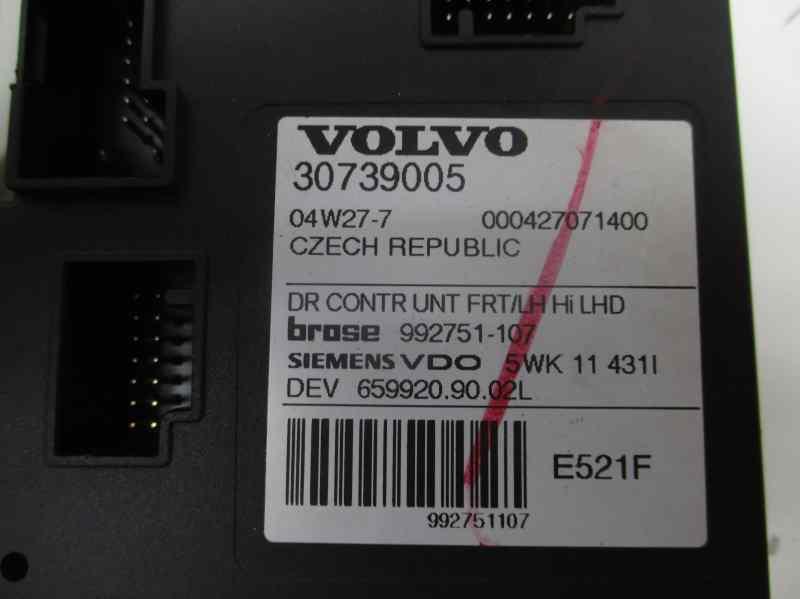 VOLVO
30739005
04W27-7 000427071400
CZECH REPUBLIC
DR CONTR UNT FRT/LH Hi LHD
brose 992751-107
SIEMENS VDO 5WK 11 431I
DEV 659920.90.02L
E521F
992751107